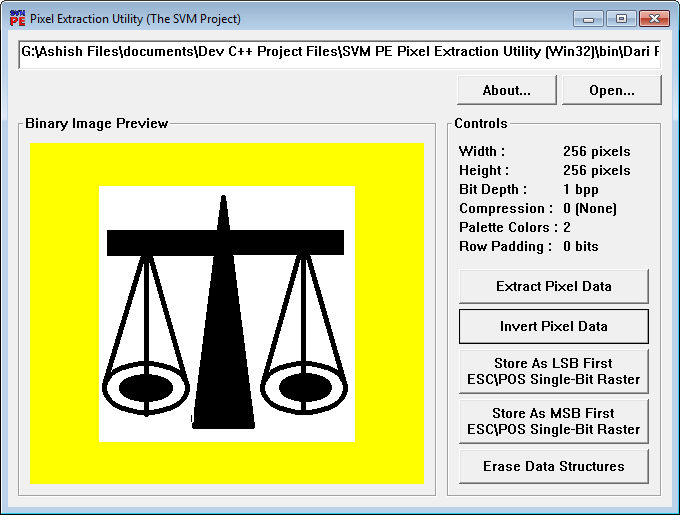 SVM PE
Pixel Extraction Utility (The SVM Project)
G:\Ashish Files\documents\Dev C++ Project Files\SVM PE Pixel Extraction Utility (Win32)\bin\Dari
About...
Open...
Binary Image Preview
Controls
Width : 256 pixels
Height : 256 pixels
Bit Depth : 1 bpp
Compression : 0 (None)
Palette Colors : 2
Row Padding : 0 bits
Extract Pixel Data
Invert Pixel Data
Store As LSB First
ESC\POS Single-Bit Raster
Store As MSB First
ESC\POS Single-Bit Raster
Erase Data Structures